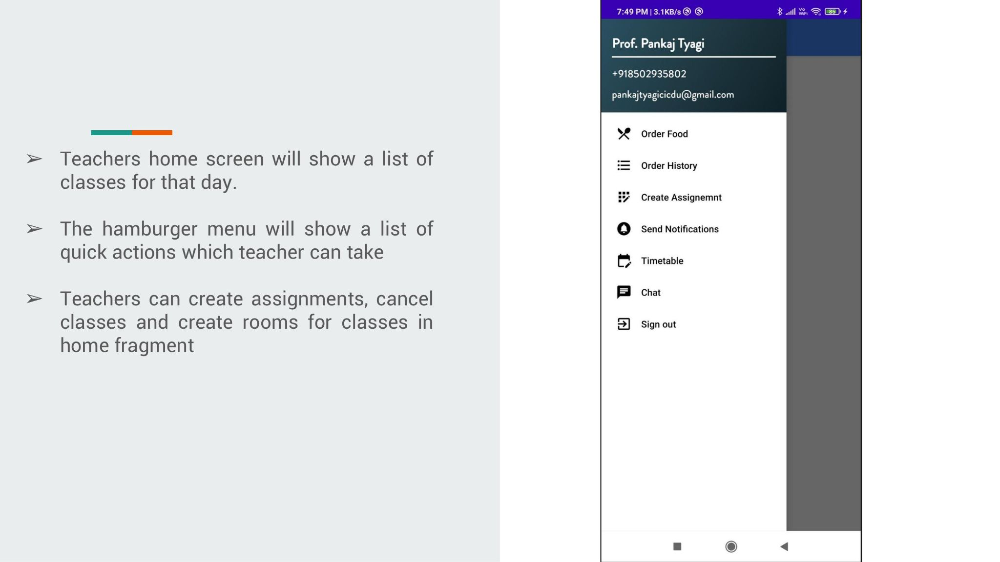 ➢ Teachers home screen will show a list of
classes for that day.
➢ The hamburger menu will show a list of
quick actions which teacher can take
➢ Teachers can create assignments, cancel
classes and create rooms for classes in
home fragment
7:49 PM | 3.1KB/s Vo WiFi 85
Prof. Pankaj Tyagi
+918502935802
pankajtyagicicdu@gmail.com
Order Food
Order History
Create Assignemnt
Send Notifications
Timetable
Chat
Sign out